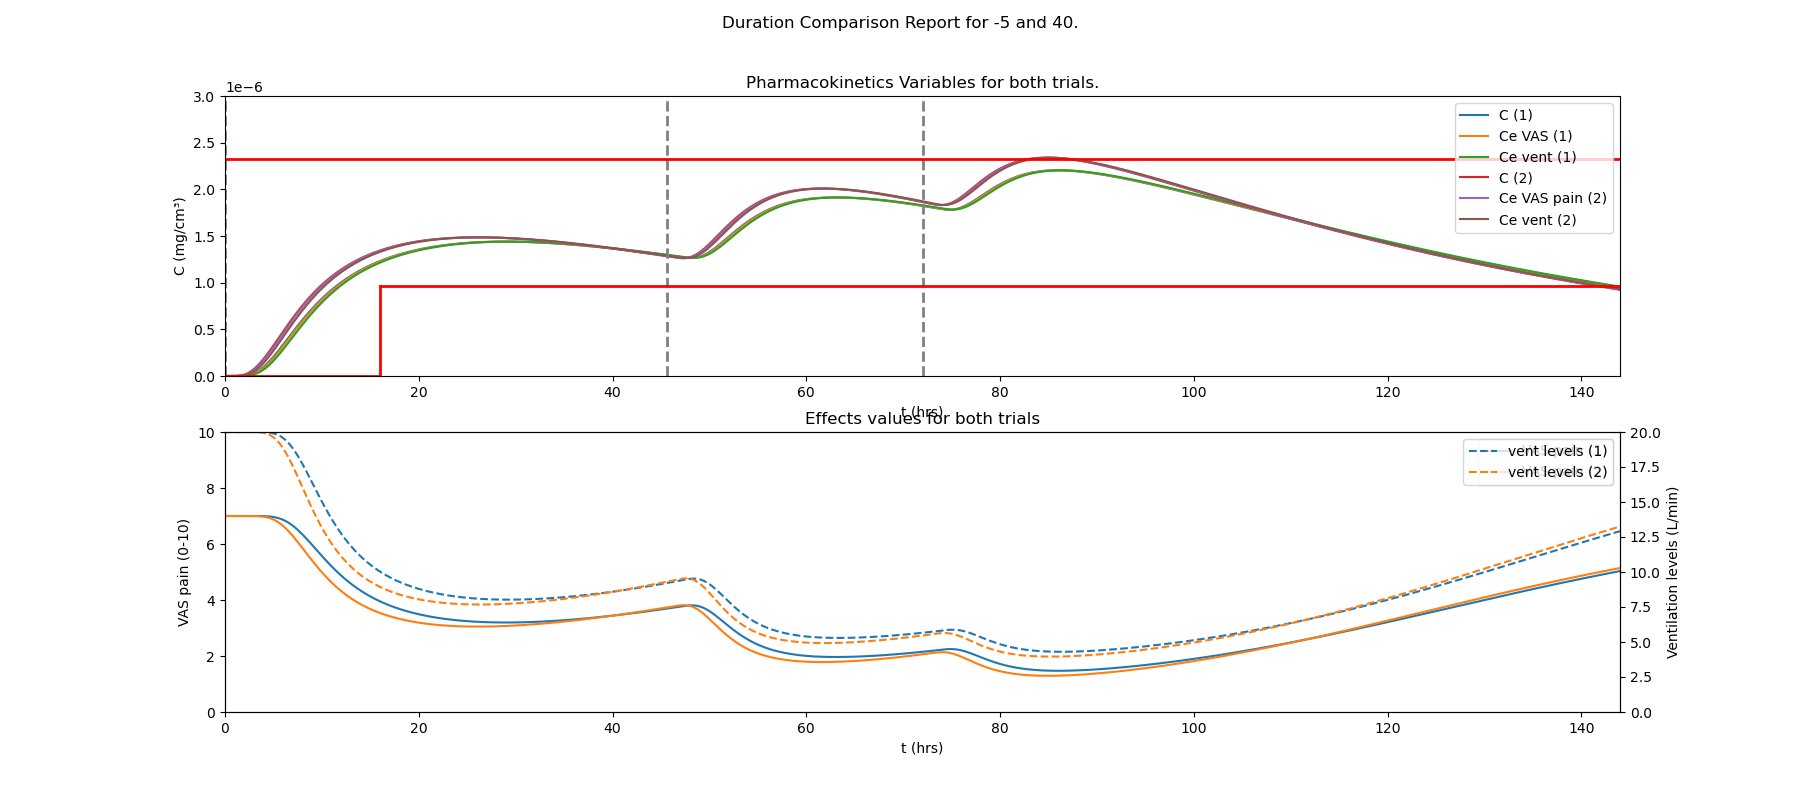 Duration Comparison Report for -5 and 40.
Pharmacokinetics Variables for both trials.
1e−6
3.0
2.5
2.0
1.5
1.0
0.5
0.0
C (mg/cm³)
C (1)
Ce VAS (1)
Ce vent (1)
C (2)
Ce VAS pain (2)
Ce vent (2)
0 20 40 60 80 100 120 140
t (hrs)
Effects values for both trials
10
8
6
4
2
0
VAS pain (0-10)
vent levels (1)
vent levels (2)
20.0
17.5
15.0
12.5
10.0
7.5
5.0
2.5
0.0
Ventilation levels (L/min)
0 20 40 60 80 100 120 140
t (hrs)